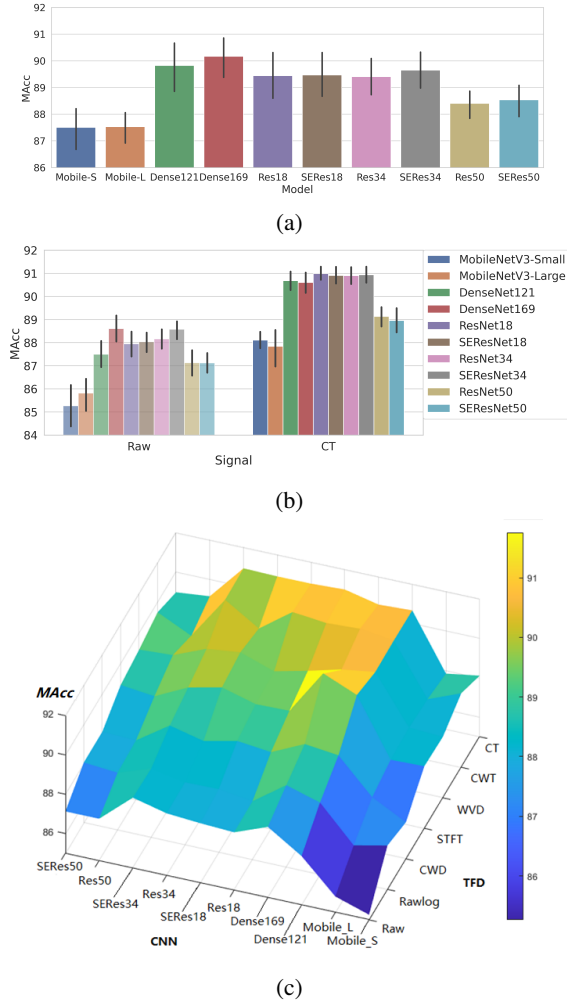 92
91
90
89
88
87
86
MAcc
Mobile-S Mobile-L Dense121 Dense169 Res18 SERes18 Res34 SERes34 Res50 SERes50
Model
(a)
92
91
90
89
88
87
86
85
84
MAcc
Raw CT
Signal
MobileNetV3-Small
MobileNetV3-Large
DenseNet121
DenseNet169
ResNet18
SEResNet18
ResNet34
SEResNet34
ResNet50
SEResNet50
(b)
MAcc
92
90
88
86
SERes50
Res50
SERes34
Res34
SERes18
Res18
Dense169
Dense121
Mobile_L
Mobile_S
CNN
Raw
Rawlog
CWD
STFT
WVD
CWT
CT
TFD
91
90
89
88
87
86
(c)